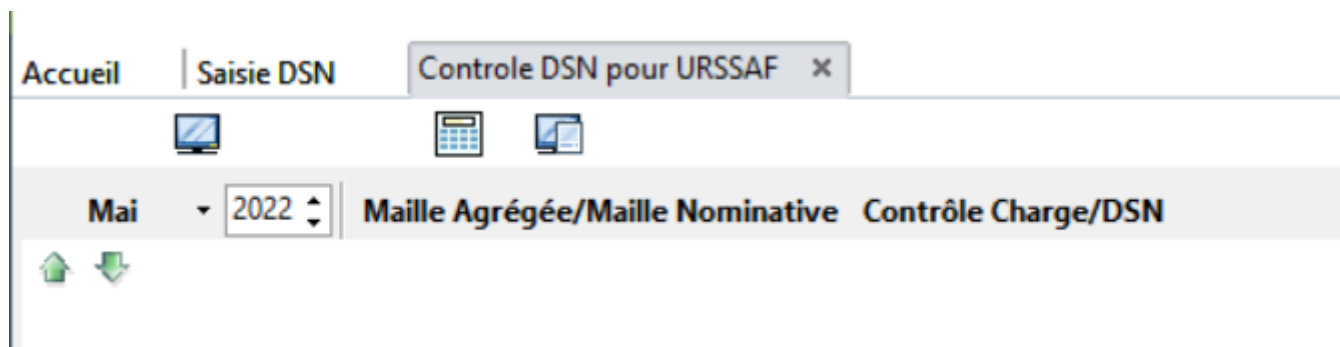 Accueil Saisie DSN Controle DSN pour URSSAF ×
Mai 2022 Maille Agrégée/Maille Nominative Contrôle Charge/DSN